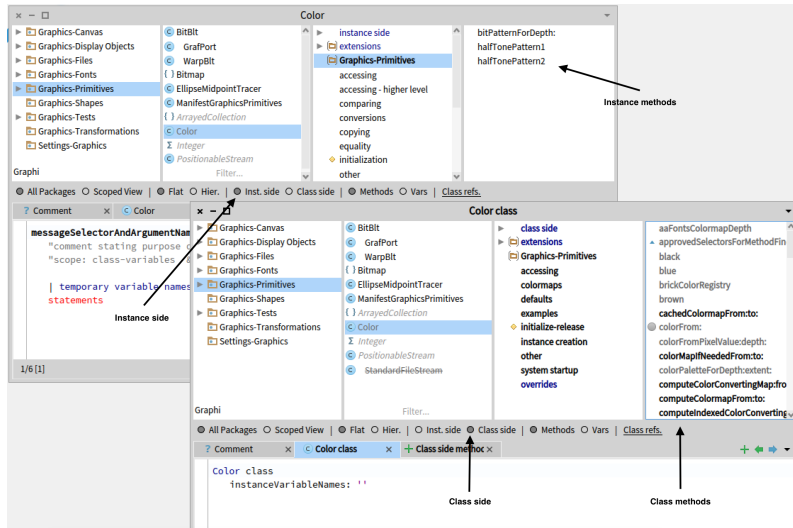 Color
Graphics-Canvas
Graphics-Display Objects
Graphics-Files
Graphics-Fonts
Graphics-Primitives
Graphics-Shapes
Graphics-Tests
Graphics-Transformations
Settings-Graphics
Graphi
BitBlt
GrafPort
WarpBlt
{ } Bitmap
EllipseMidpointTracer
ManifestGraphicsPrimitives
{ } ArrayedCollection
Color
Σ Integer
PositionableStream
Filter...
instance side
extensions
Graphics-Primitives
accessing
accessing - higher level
comparing
conversions
copying
equality
initialization
other
bitPatternForDepth:
halfTonePattern1
halfTonePattern2
Instance methods
All Packages Scoped View | Flat Hier. | Inst. side Class side | Methods Vars | Class refs.
? Comment × Color
messageSelectorAndArgumentNam
"comment stating purpose o
"scope: class-variables &
| temporary variable names
statements
Instance side
1/6 [1]
Color class
Graphics-Canvas
Graphics-Display Objects
Graphics-Files
Graphics-Fonts
Graphics-Primitives
Graphics-Shapes
Graphics-Tests
Graphics-Transformations
Settings-Graphics
Graphi
BitBlt
GrafPort
WarpBlt
{ } Bitmap
EllipseMidpointTracer
ManifestGraphicsPrimitives
{ } ArrayedCollection
Color
Σ Integer
PositionableStream
StandardFileStream
Filter...
class side
extensions
Graphics-Primitives
accessing
colormaps
defaults
examples
initialize-release
instance creation
other
system startup
overrides
aaFontsColormapDepth
approvedSelectorsForMethodFin
black
blue
brickColorRegistry
brown
cachedColormapFrom:to:
colorFrom:
colorFromPixelValue:depth:
colorMapIfNeededFrom:to:
colorPaletteForDepth:extent:
computeColorConvertingMap:fro
computeColormapFrom:to:
computeIndexedColorConverting
All Packages Scoped View | Flat Hier. | Inst. side Class side | Methods Vars | Class refs.
? Comment × Color class × Class side method ×
Color class
instanceVariableNames: ''
Class side
Class methods